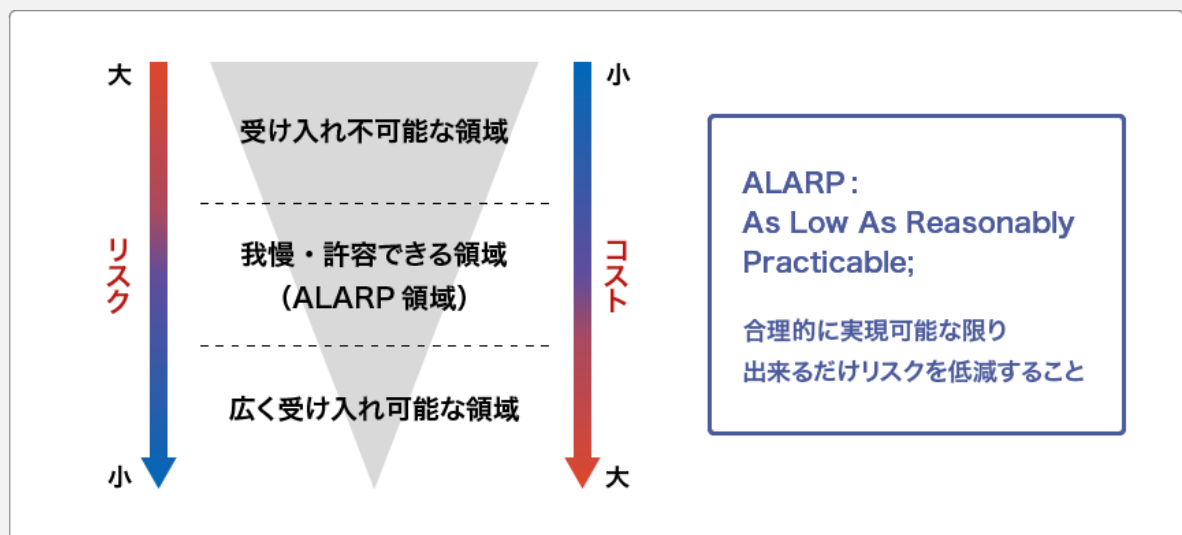 大
小
受け入れ不可能な領域
リスク
我慢・許容できる領域
（ALARP 領域）
コスト
広く受け入れ可能な領域
小
大
ALARP：
As Low As Reasonably
Practicable;
合理的に実現可能な限り
出来るだけリスクを低減すること